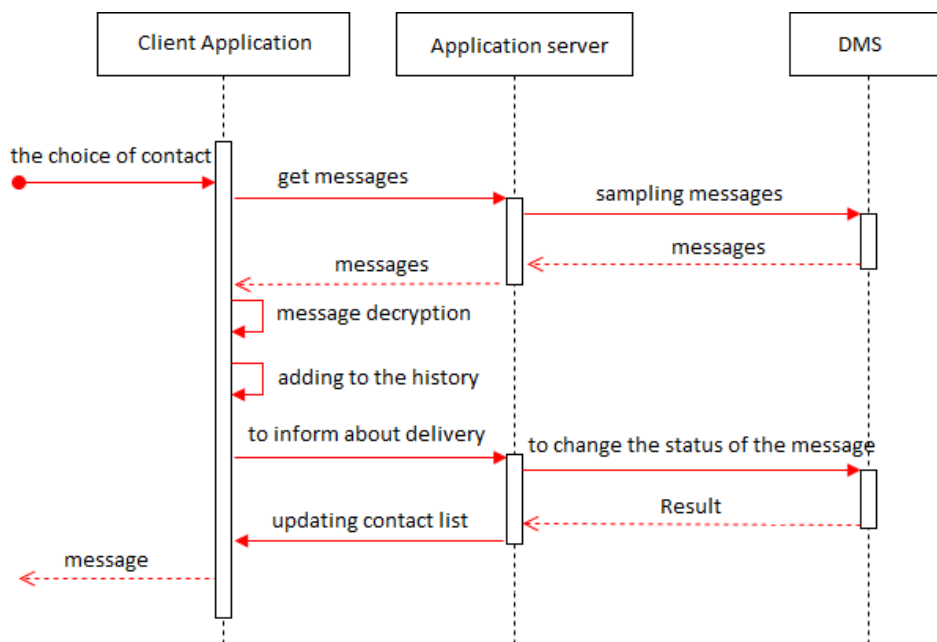 Client Application
Application server
DMS
the choice of contact
get messages
sampling messages
messages
messages
message decryption
adding to the history
to inform about delivery
to change the status of the message
Result
updating contact list
message